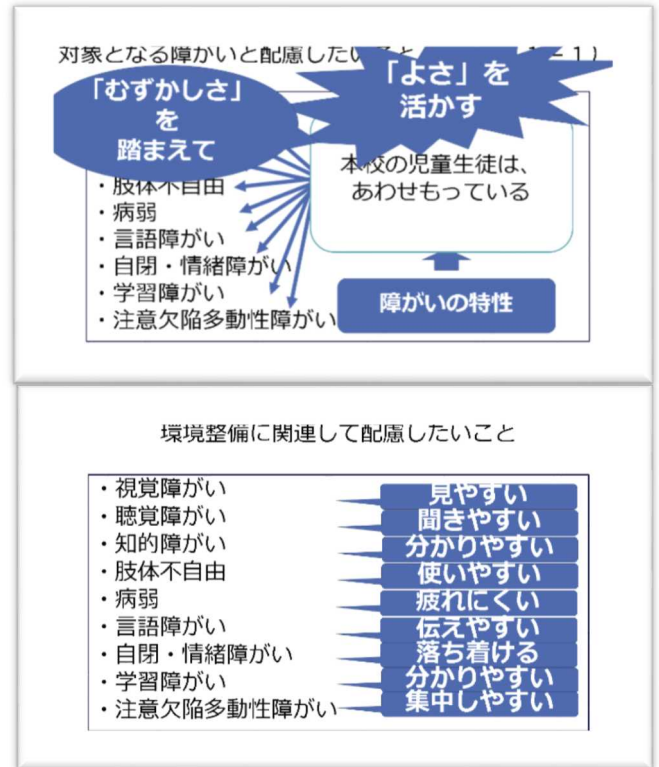 対象となる障がいと配慮したいこと
1－1）
「むずかしさ」
を
踏まえて
「よさ」を
活かす
本校の児童生徒は、
あわせもっている
・肢体不自由
・病弱
・言語障がい
・自閉・情緒障がい
・学習障がい
・注意欠陥多動性障がい
障がいの特性
環境整備に関連して配慮したいこと
・視覚障がい
見やすい
・聴覚障がい
聞きやすい
・知的障がい
分かりやすい
・肢体不自由
使いやすい
・病弱
疲れにくい
・言語障がい
伝えやすい
・自閉・情緒障がい
落ち着ける
・学習障がい
分かりやすい
・注意欠陥多動性障がい
集中しやすい